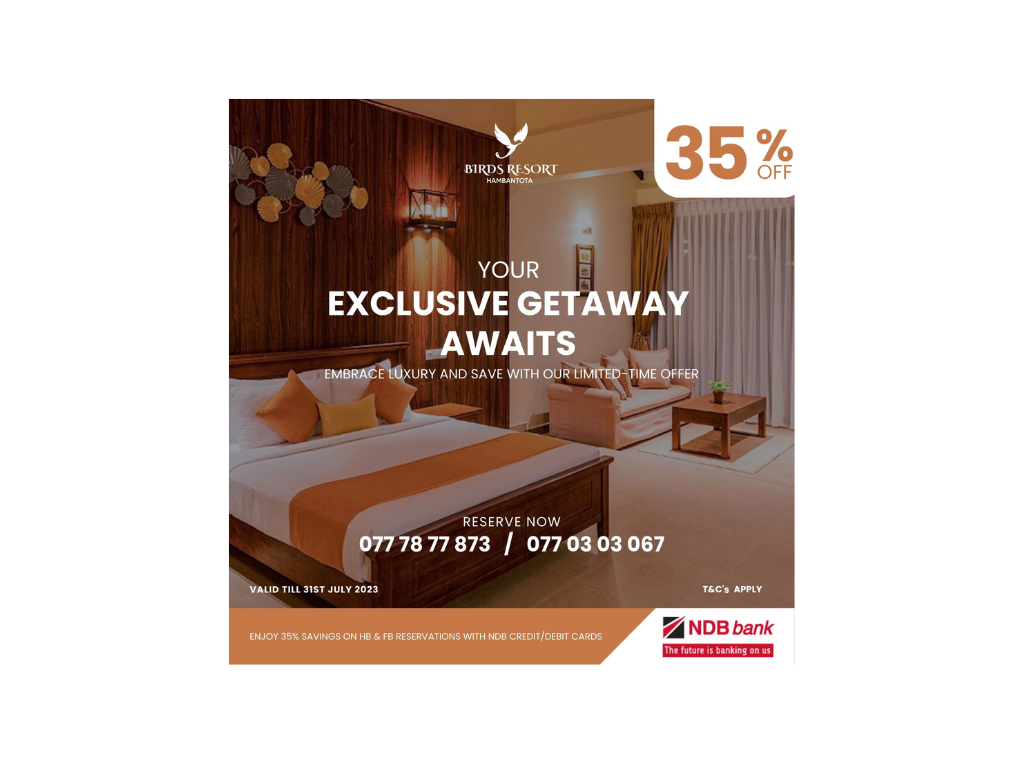 BIRDS RESORT
HAMBANTOTA
35%
OFF
YOUR
EXCLUSIVE GETAWAY
AWAITS
EMBRACE LUXURY AND SAVE WITH OUR LIMITED-TIME OFFER
RESERVE NOW
077 78 77 873 / 077 03 03 067
VALID TILL 31ST JULY 2023
T&C's APPLY
ENJOY 35% SAVINGS ON HB & FB RESERVATIONS WITH NDB CREDIT/DEBIT CARDS
NDB bank
The future is banking on us